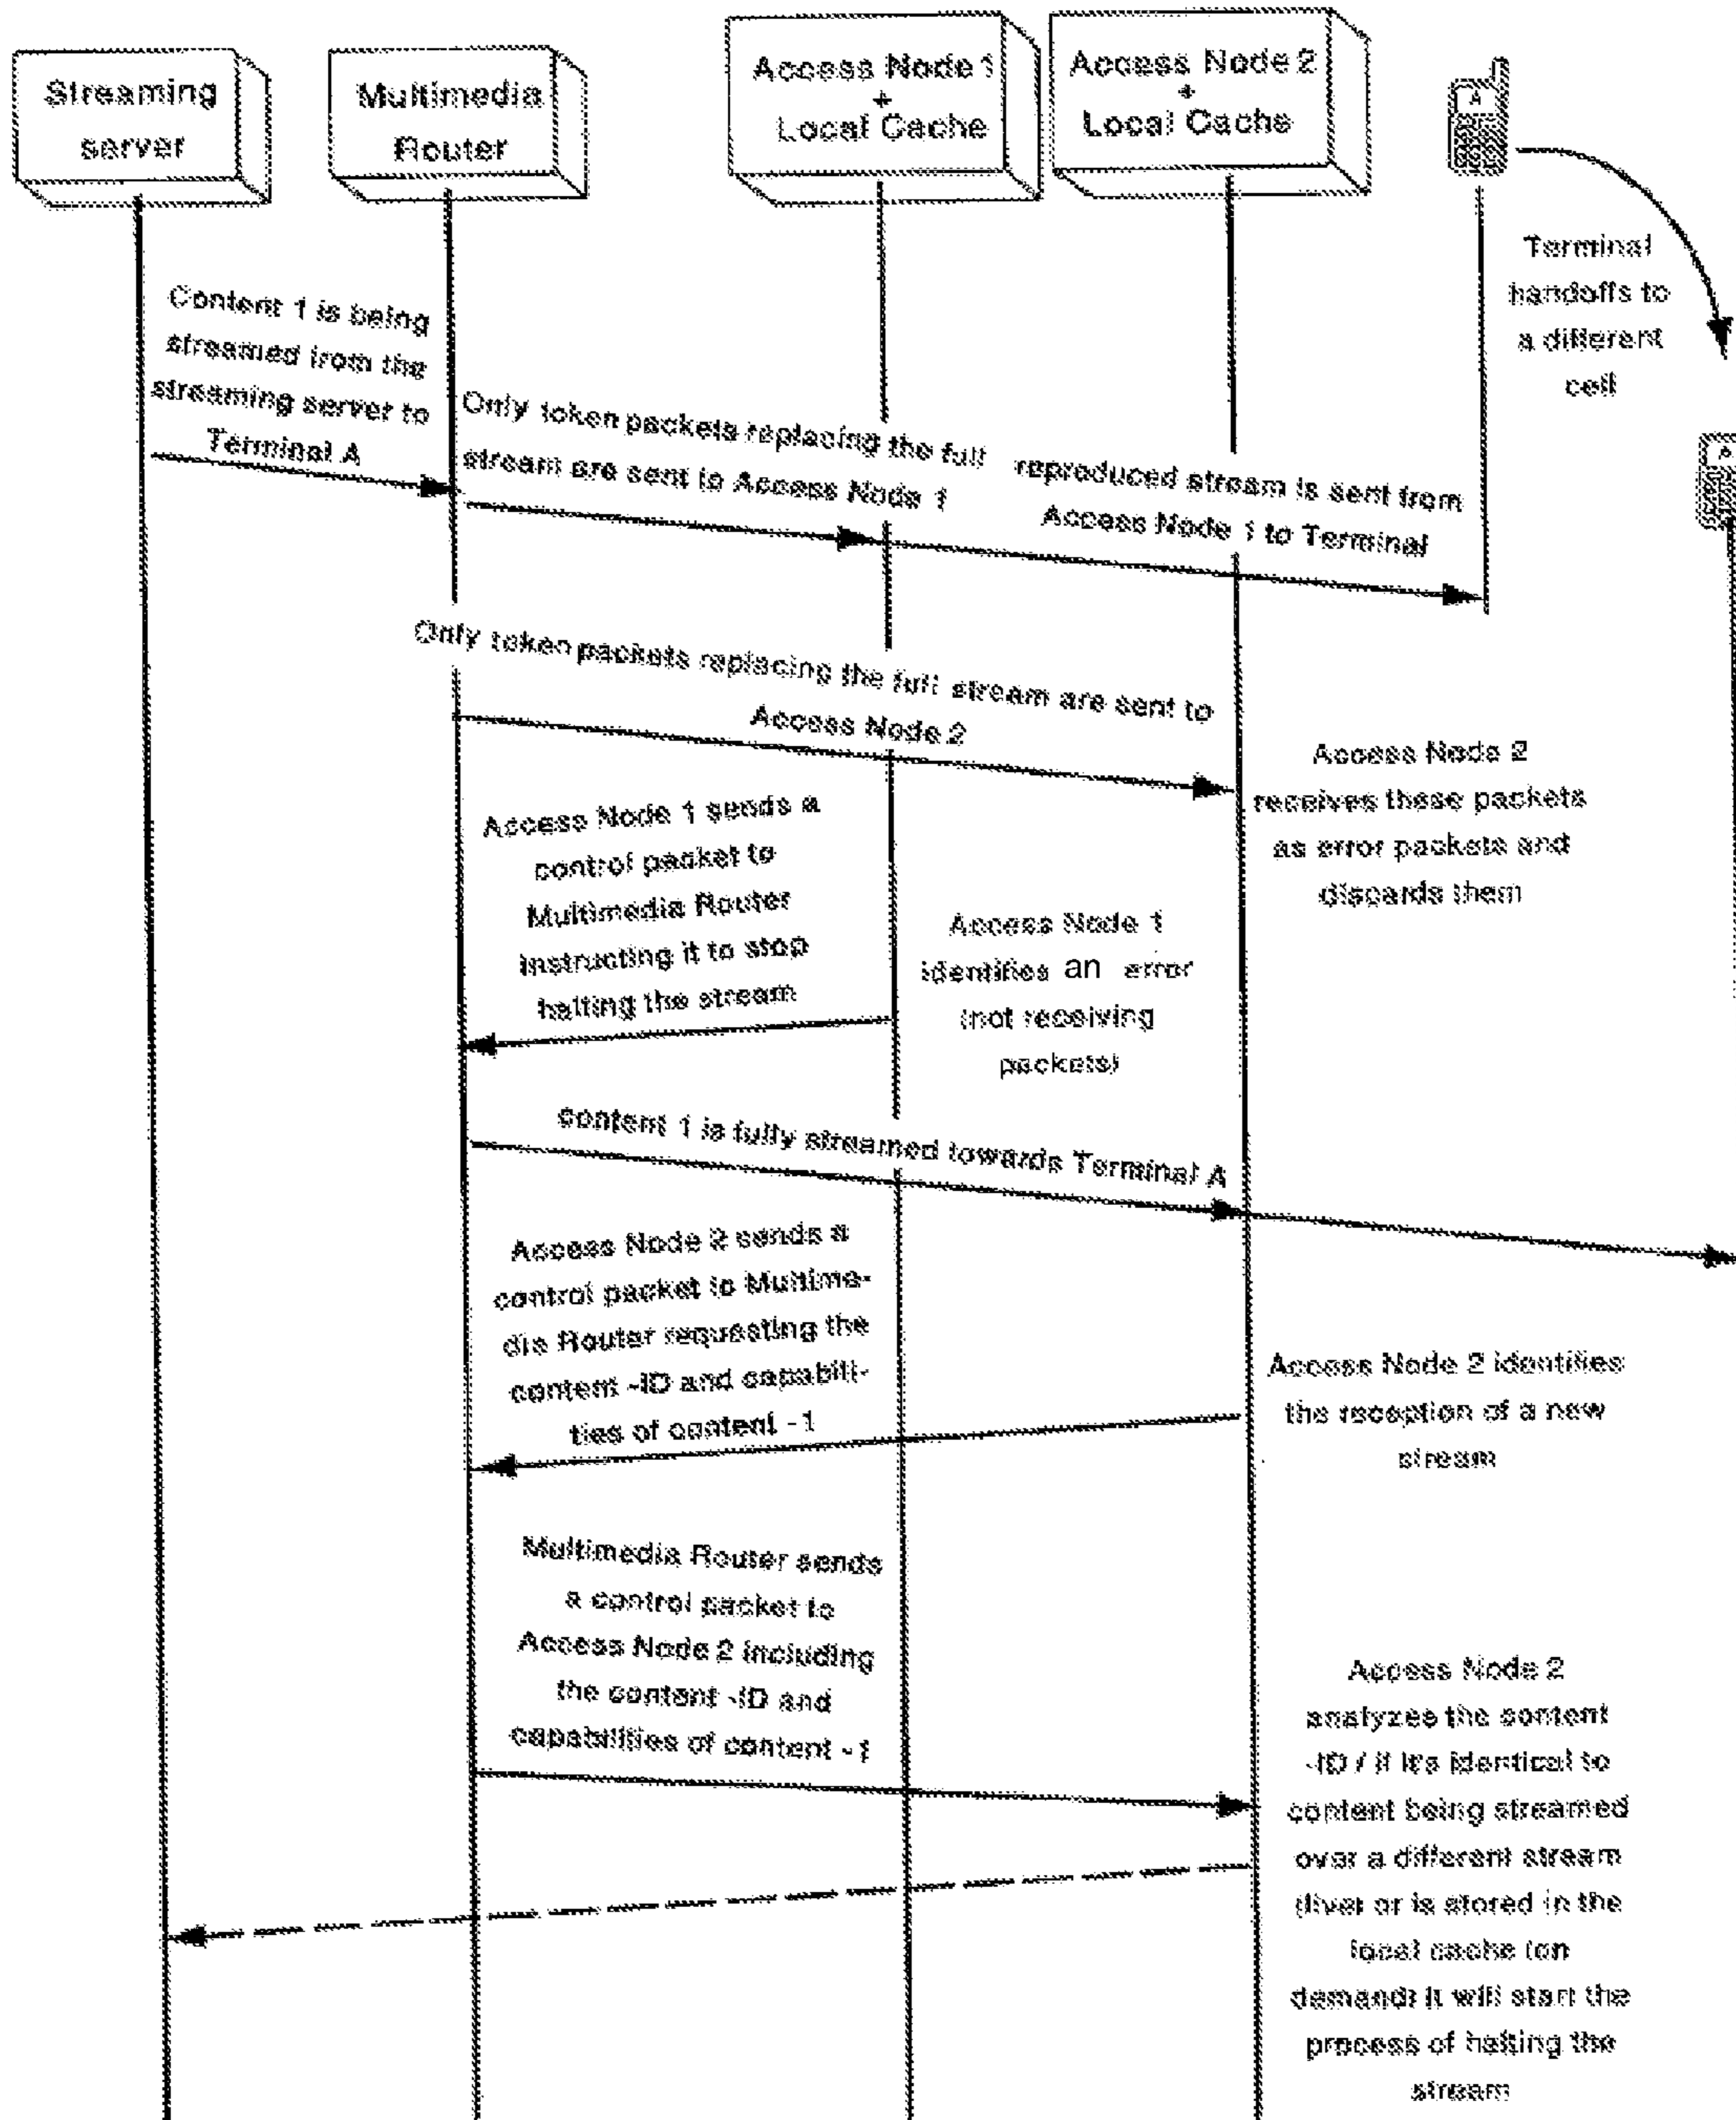 Streaming
server
Multimedia
Router
Access Node 1
+
Local Cache
Access Node 2
+
Local Cache
A
Terminal
handoffs to
a different
cell
A
Content 1 is being
streamed from the
streaming server to
Terminal A
Only token packets replacing the full
stream are sent to Access Node 1
reproduced stream is sent from
Access Node 1 to Terminal
Only token packets replacing the full stream are sent to
Access Node 2
Access Node 2
receives these packets
as error packets and
discards them
Access Node 1 sends a
control packet to
Multimedia Router
instructing it to stop
halting the stream
Access Node 1
identifies an error
(not receiving
packets)
content 1 is fully streamed towards Terminal A
Access Node 2 sends a
control packet to Multime-
dia Router requesting the
content -ID and capabili-
ties of content -1
Access Node 2 identifies
the reception of a new
stream
Multimedia Router sends
a control packet to
Access Node 2 including
the content -ID and
capabilities of content -1
Access Node 2
analyzes the content
-ID / if it's identical to
content being streamed
over a different stream
(live) or is stored in the
local cache (on
demand) it will start the
process of halting the
stream